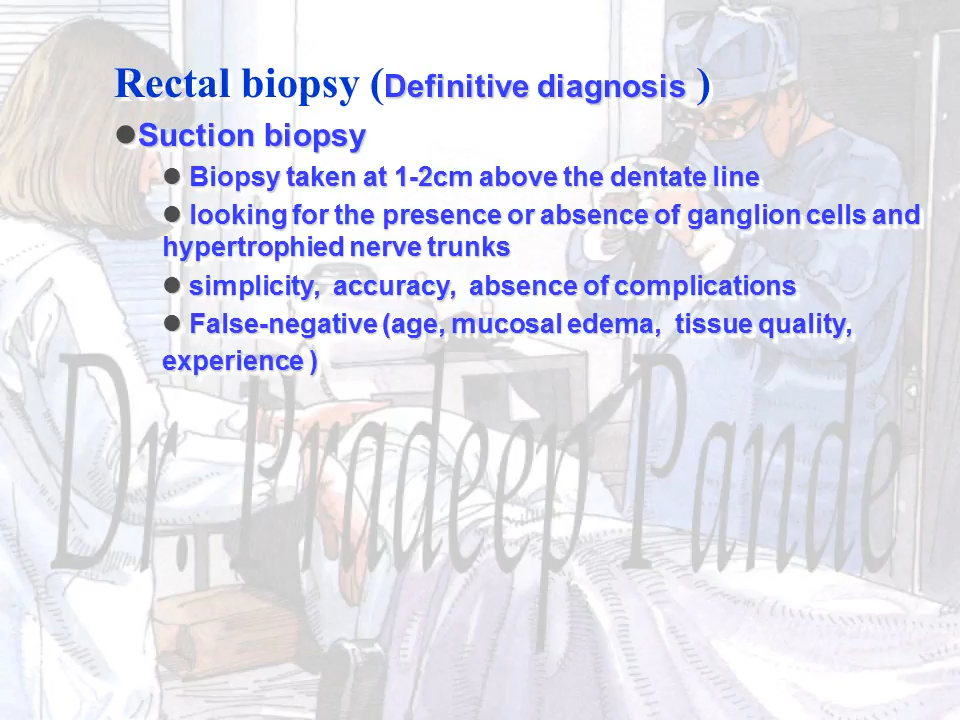 Rectal biopsy (Definitive diagnosis )
●Suction biopsy
● Biopsy taken at 1-2cm above the dentate line
● looking for the presence or absence of ganglion cells and
hypertrophied nerve trunks
● simplicity, accuracy, absence of complications
● False-negative (age, mucosal edema, tissue quality,
experience )
Dr. Pradeep Pande